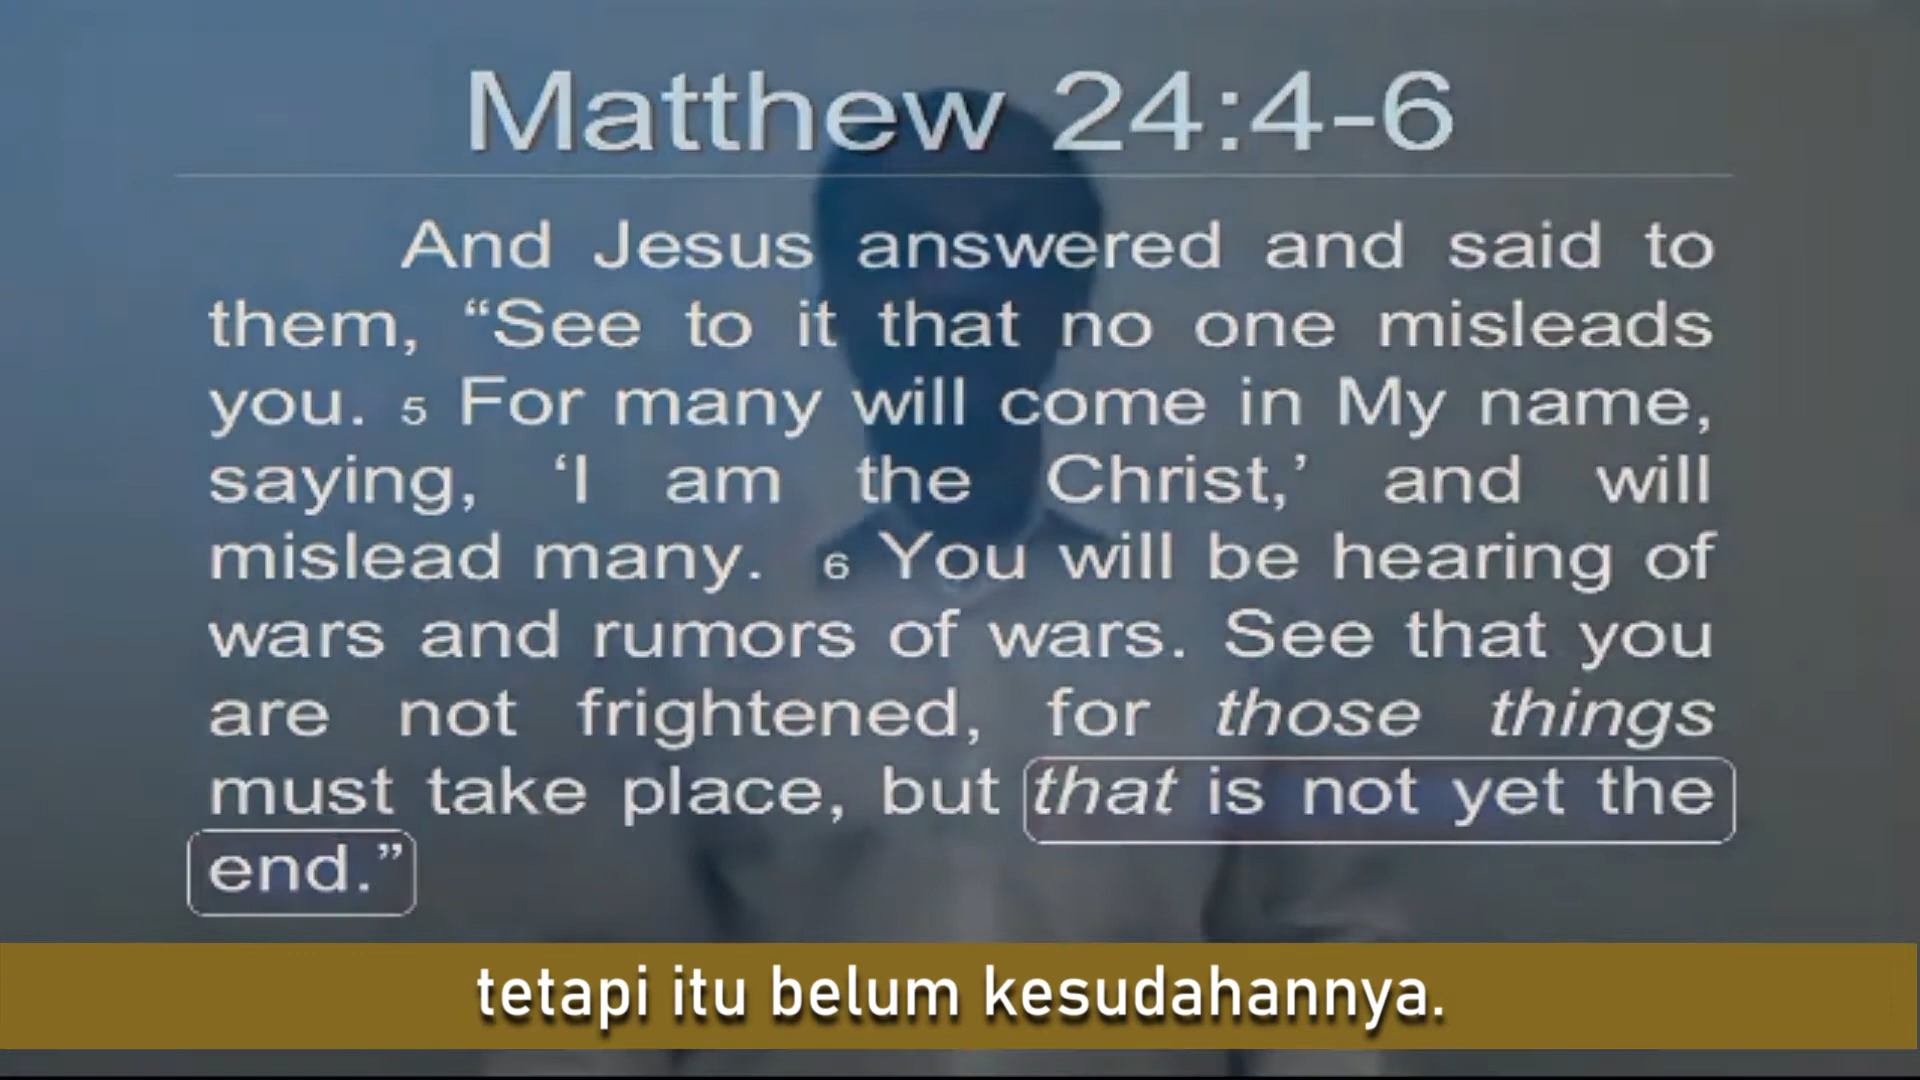 Matthew 24:4-6
And Jesus answered and said to
them, “See to it that no one misleads
you. 5 For many will come in My name,
saying, ‘I am the Christ,’ and will
mislead many. 6 You will be hearing of
wars and rumors of wars. See that you
are not frightened, for those things
must take place, but that is not yet the
end.”
tetapi itu belum kesudahannya.